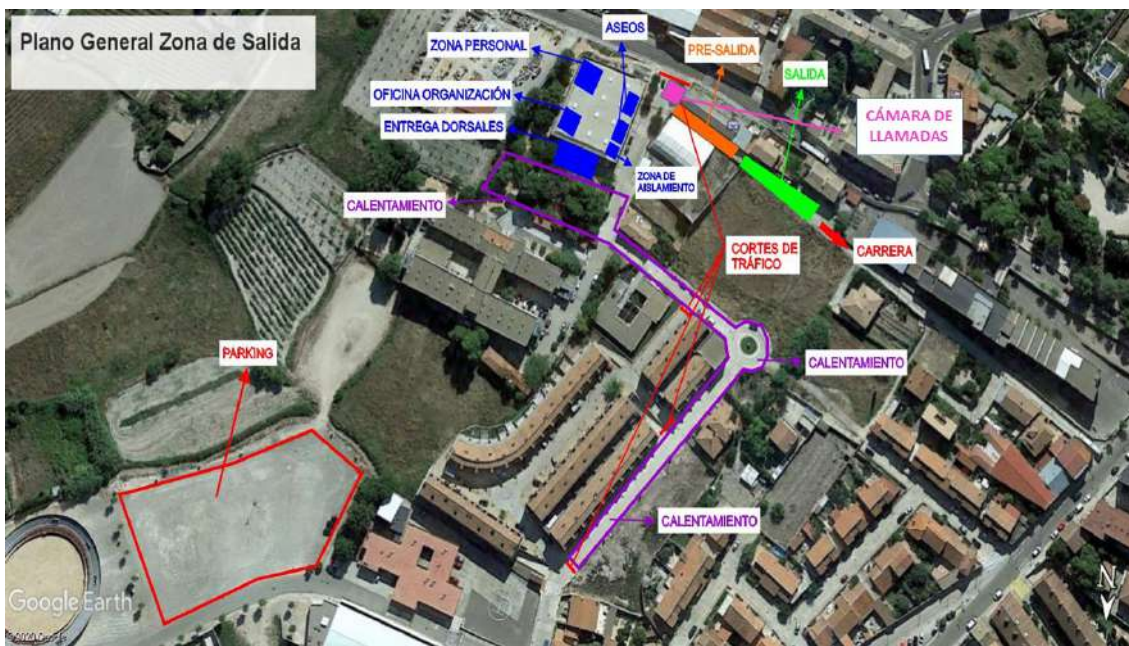 Plano General Zona de Salida
ASEOS
ZONA PERSONAL
PRE-SALIDA
SALIDA
OFICINA ORGANIZACIÓN
CÁMARA DE
LLAMADAS
ENTREGA DORSALES
ZONA DE
AISLAMIENTO
CALENTAMIENTO
CORTES DE
TRÁFICO
CARRERA
PARKING
CALENTAMIENTO
CALENTAMIENTO
N
Google Earth